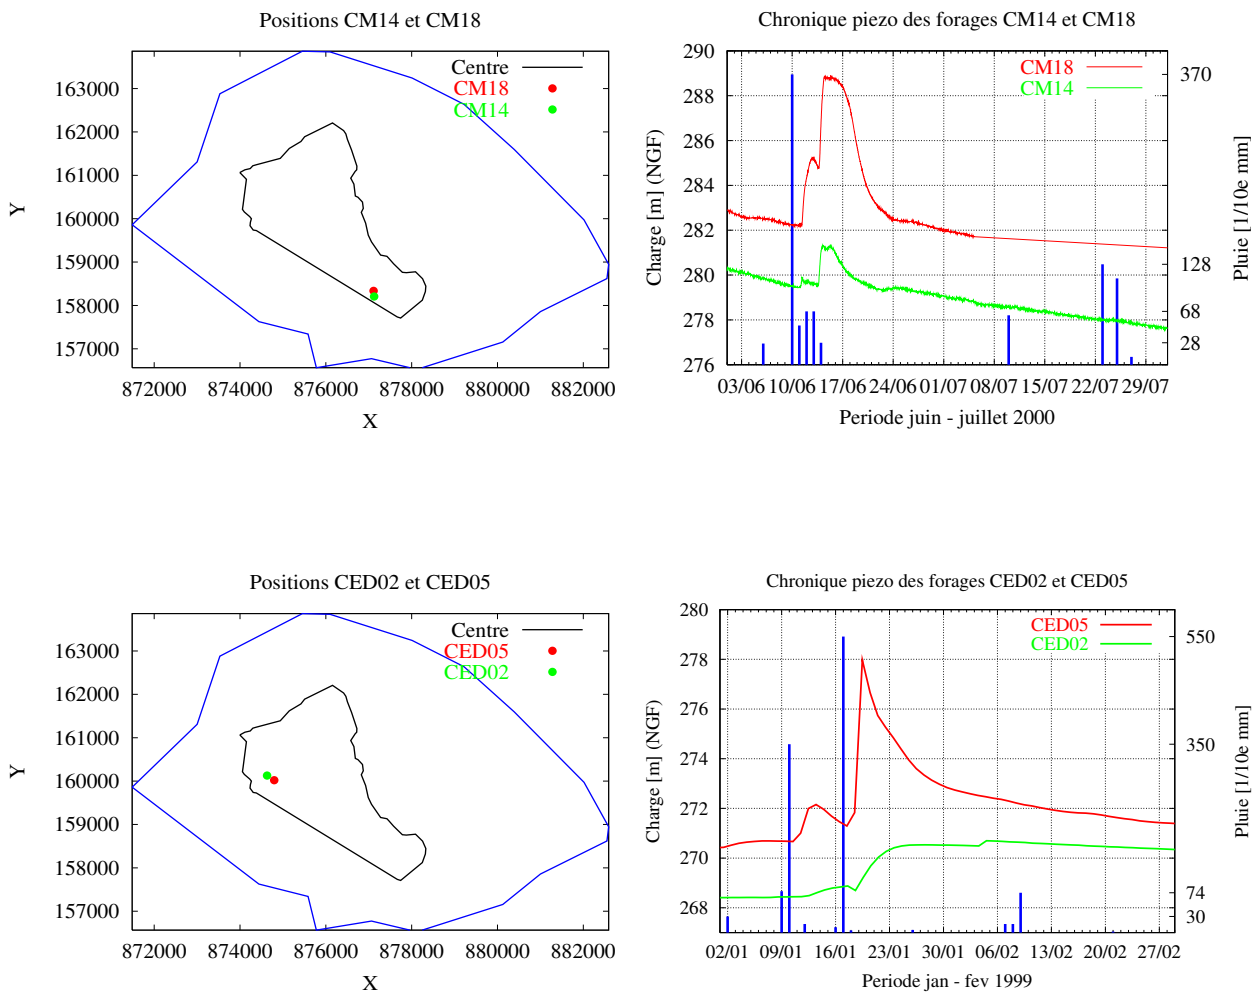 Positions CM14 et CM18
Centre
CM18
CM14
163000
162000
161000
160000
159000
158000
157000
Y
872000 874000 876000 878000 880000 882000
X
Chronique piezo des forages CM14 et CM18
CM18
CM14
290
288
286
284
282
280
278
276
Charge [m] (NGF)
370
128
68
28
Pluie [1/10e mm]
03/06 10/06 17/06 24/06 01/07 08/07 15/07 22/07 29/07
Periode juin - juillet 2000
Positions CED02 et CED05
Centre
CED05
CED02
163000
162000
161000
160000
159000
158000
157000
Y
872000 874000 876000 878000 880000 882000
X
Chronique piezo des forages CED02 et CED05
CED05
CED02
280
278
276
274
272
270
268
Charge [m] (NGF)
550
350
74
30
Pluie [1/10e mm]
02/01 09/01 16/01 23/01 30/01 06/02 13/02 20/02 27/02
Periode jan - fev 1999